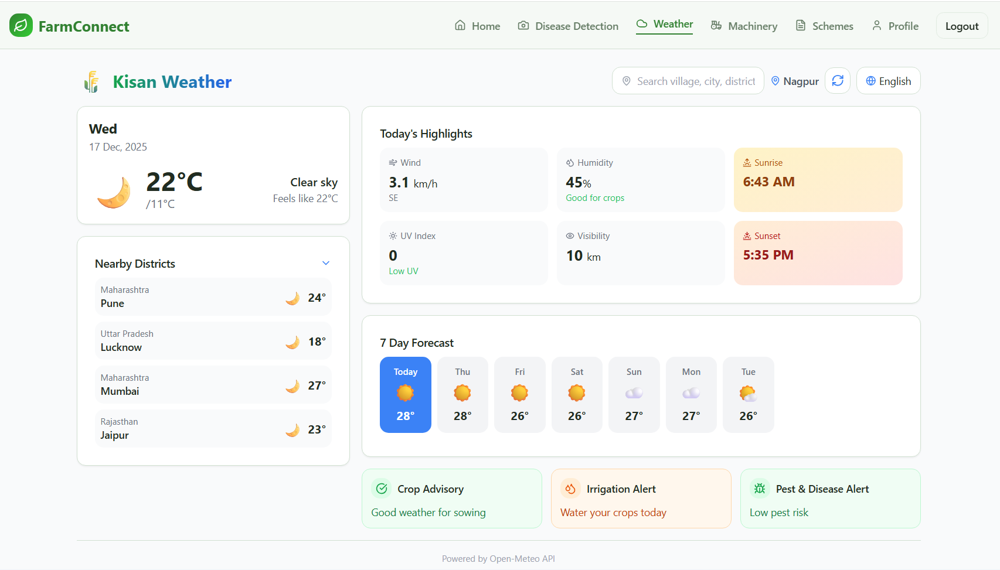 FarmConnect
Home
Disease Detection
Weather
Machinery
Schemes
Profile
Logout
Kisan Weather
Search village, city, district
Nagpur
English
Wed
17 Dec, 2025
22°C
/11°C
Clear sky
Feels like 22°C
Nearby Districts
Maharashtra
Pune
24°
Uttar Pradesh
Lucknow
18°
Maharashtra
Mumbai
27°
Rajasthan
Jaipur
23°
Today's Highlights
Wind
3.1 km/h
SE
Humidity
45%
Good for crops
Sunrise
6:43 AM
UV Index
0
Low UV
Visibility
10 km
Sunset
5:35 PM
7 Day Forecast
Today
28°
Thu
28°
Fri
26°
Sat
26°
Sun
27°
Mon
27°
Tue
26°
Crop Advisory
Good weather for sowing
Irrigation Alert
Water your crops today
Pest & Disease Alert
Low pest risk
Powered by Open-Meteo API